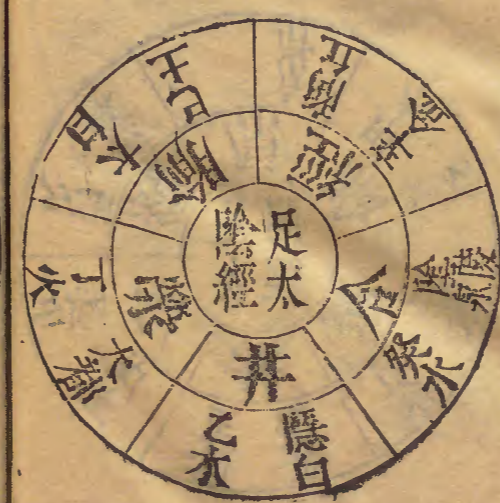 足太
陰經
井
隱白
乙木
滎
大都
丁火
腧
太白
己土
經
商丘
辛金
合
陰陵泉
癸水